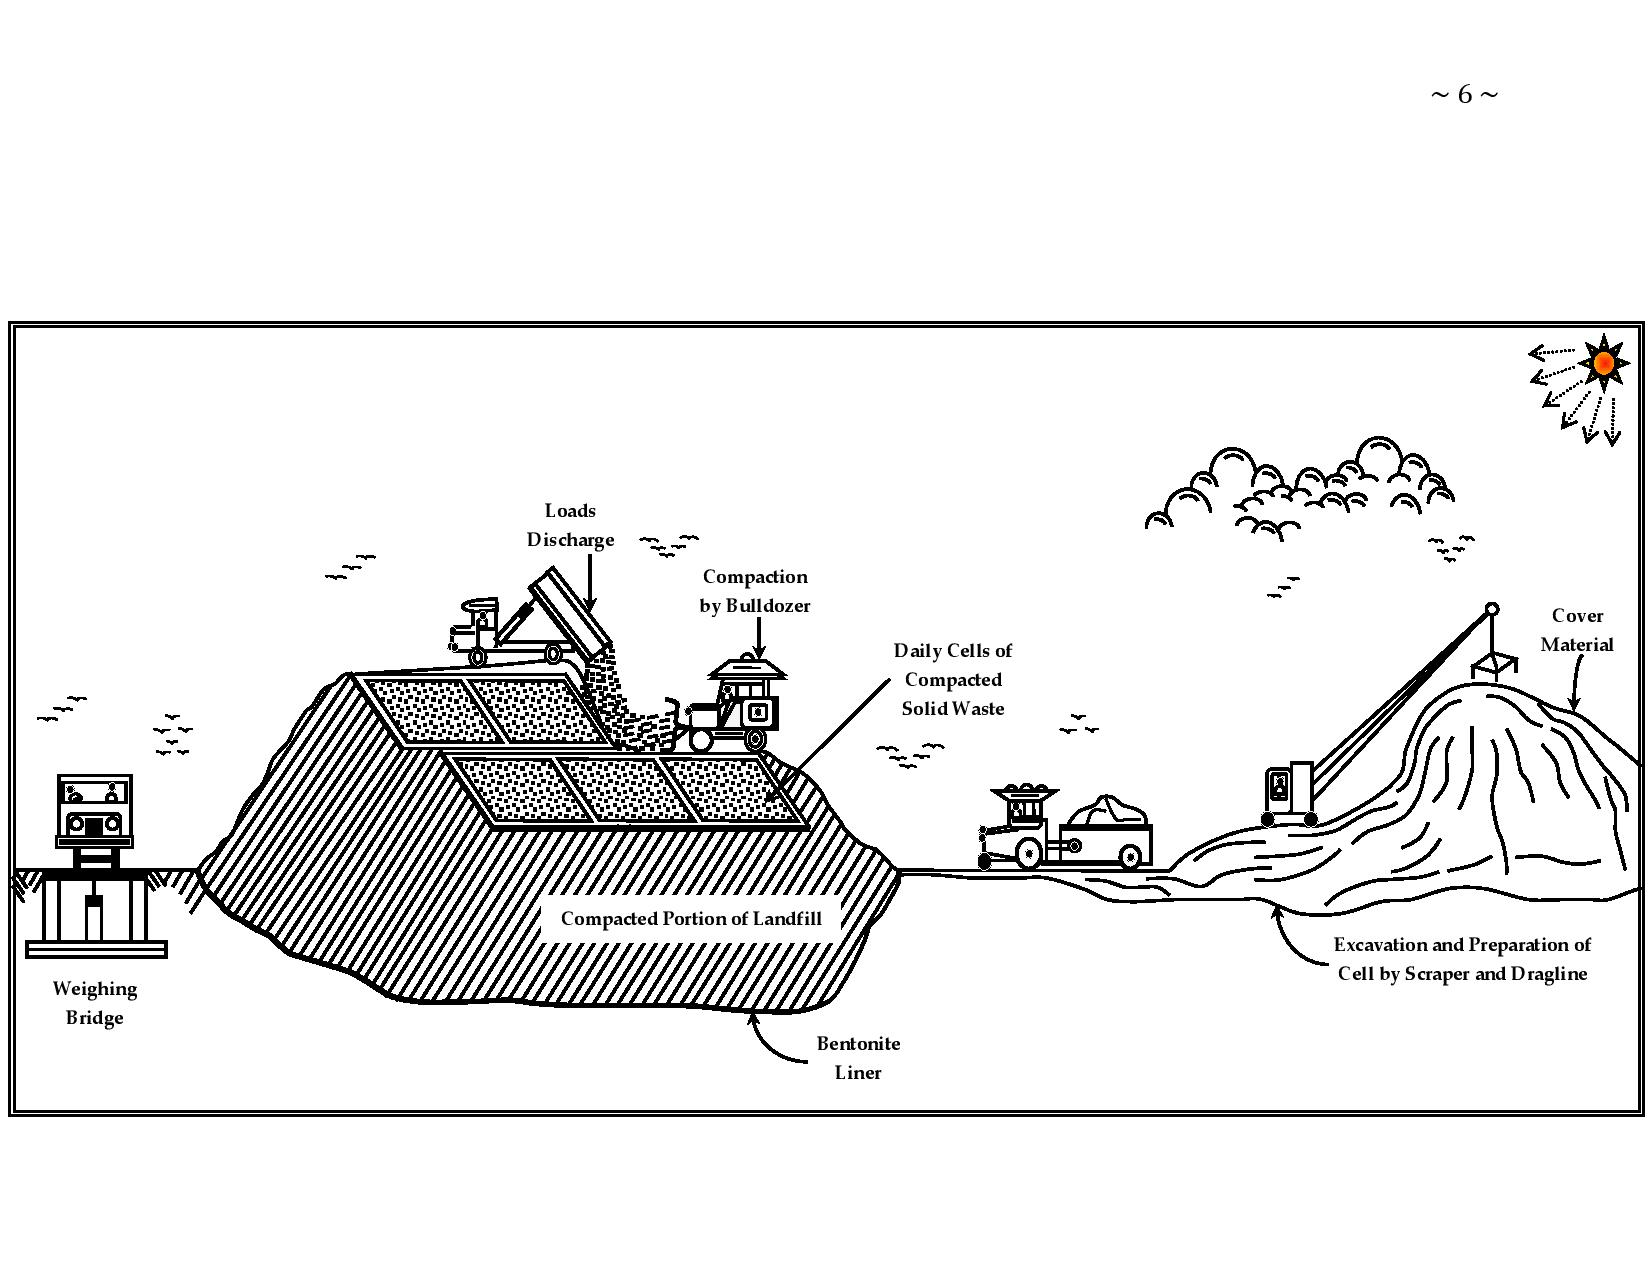 ~ 6 ~
Loads
Discharge
Compaction
by Bulldozer
Daily Cells of
Compacted
Solid Waste
Cover
Material
Compacted Portion of Landfill
Excavation and Preparation of
Cell by Scraper and Dragline
Weighing
Bridge
Bentonite
Liner